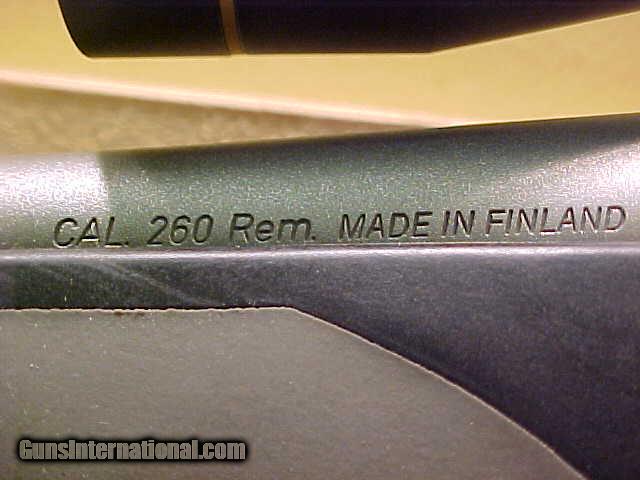 CAL. 260 Rem. MADE IN FINLAND
GunsInternational.com